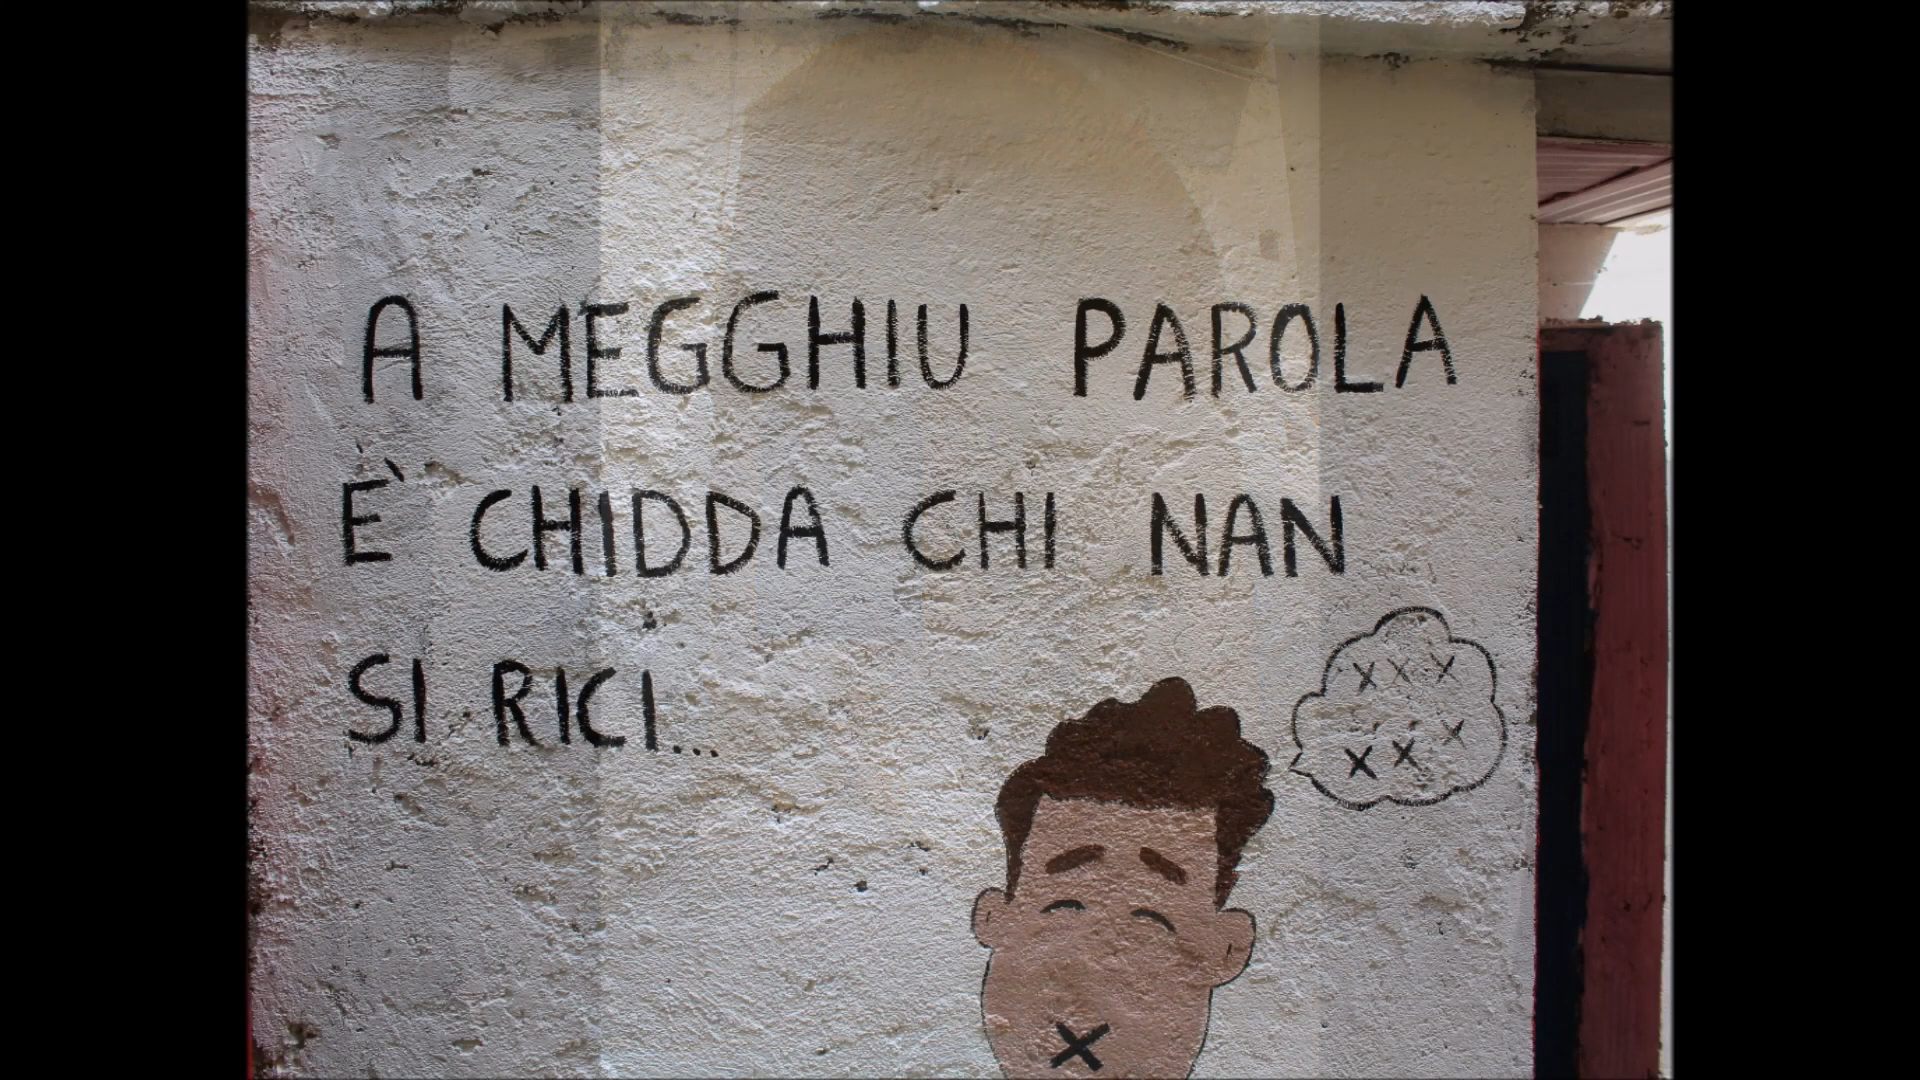 A MEGGHIU PAROLA
E' CHIDDA CHI NAN
SI RICI...
X X X
X X X